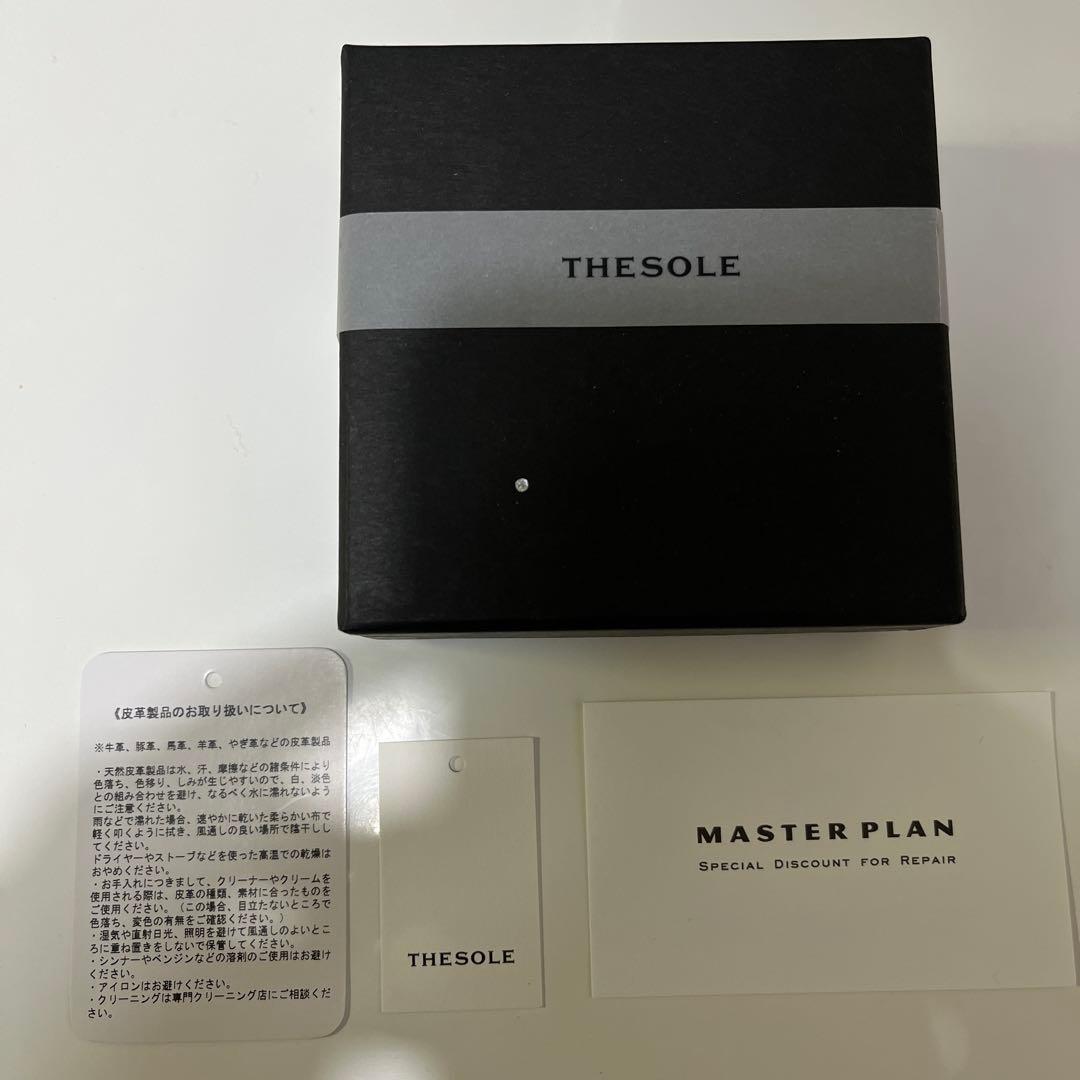 THESOLE
《皮革製品のお取り扱いについて》
※牛革、豚革、馬革、羊革、やぎ革などの皮革製品
・天然皮革製品は水、汗、摩擦などの諸条件により
色落ち、色移り、しみが生じやすいので、白、淡色
との組み合わせを避け、なるべく水に濡れないよう
にご注意ください。
雨などで濡れた場合、速やかに乾いた柔らかい布で
軽く叩くように拭き、風通しの良い場所で陰干しし
てください。
ドライヤーやストーブなどを使った高温での乾燥は
おやめください。
・お手入れにつきまして、クリーナーやクリームを
使用される際は、皮革の種類、素材に合ったものを
ご使用ください。（この場合、目立たないところで
色落ち、変色の有無をご確認ください。）
・湿気や直射日光、照明を避けて風通しのよいとこ
ろに重ね置きをしないで保管してください。
・シンナーやベンジンなどの溶剤のご使用はお避け
ください。
・アイロンはお避けください。
・クリーニングは専門クリーニング店にご相談くだ
さい。
THESOLE
MASTER PLAN
SPECIAL DISCOUNT FOR REPAIR